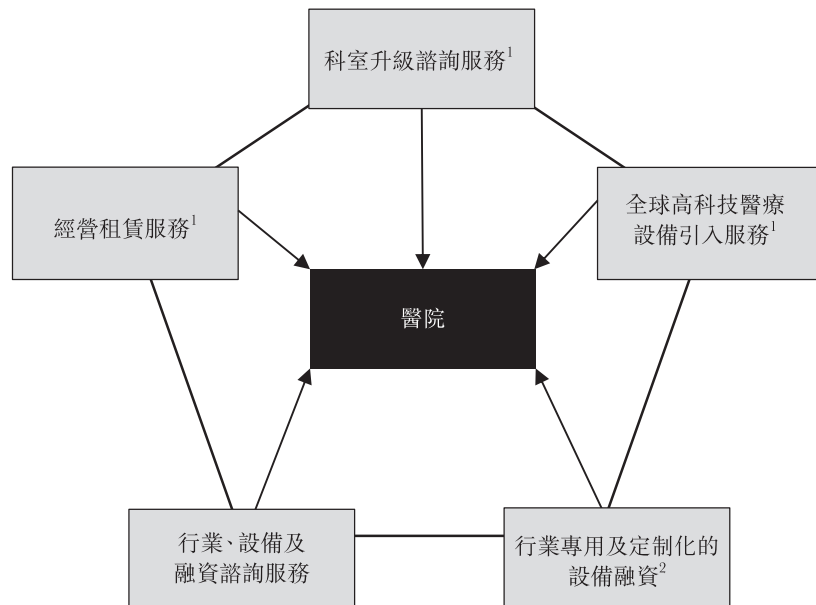 科室升級諮詢服務¹
經營租賃服務¹
全球高科技醫療
設備引入服務¹
醫院
行業、設備及
融資諮詢服務
行業專用及定制化的
設備融資²